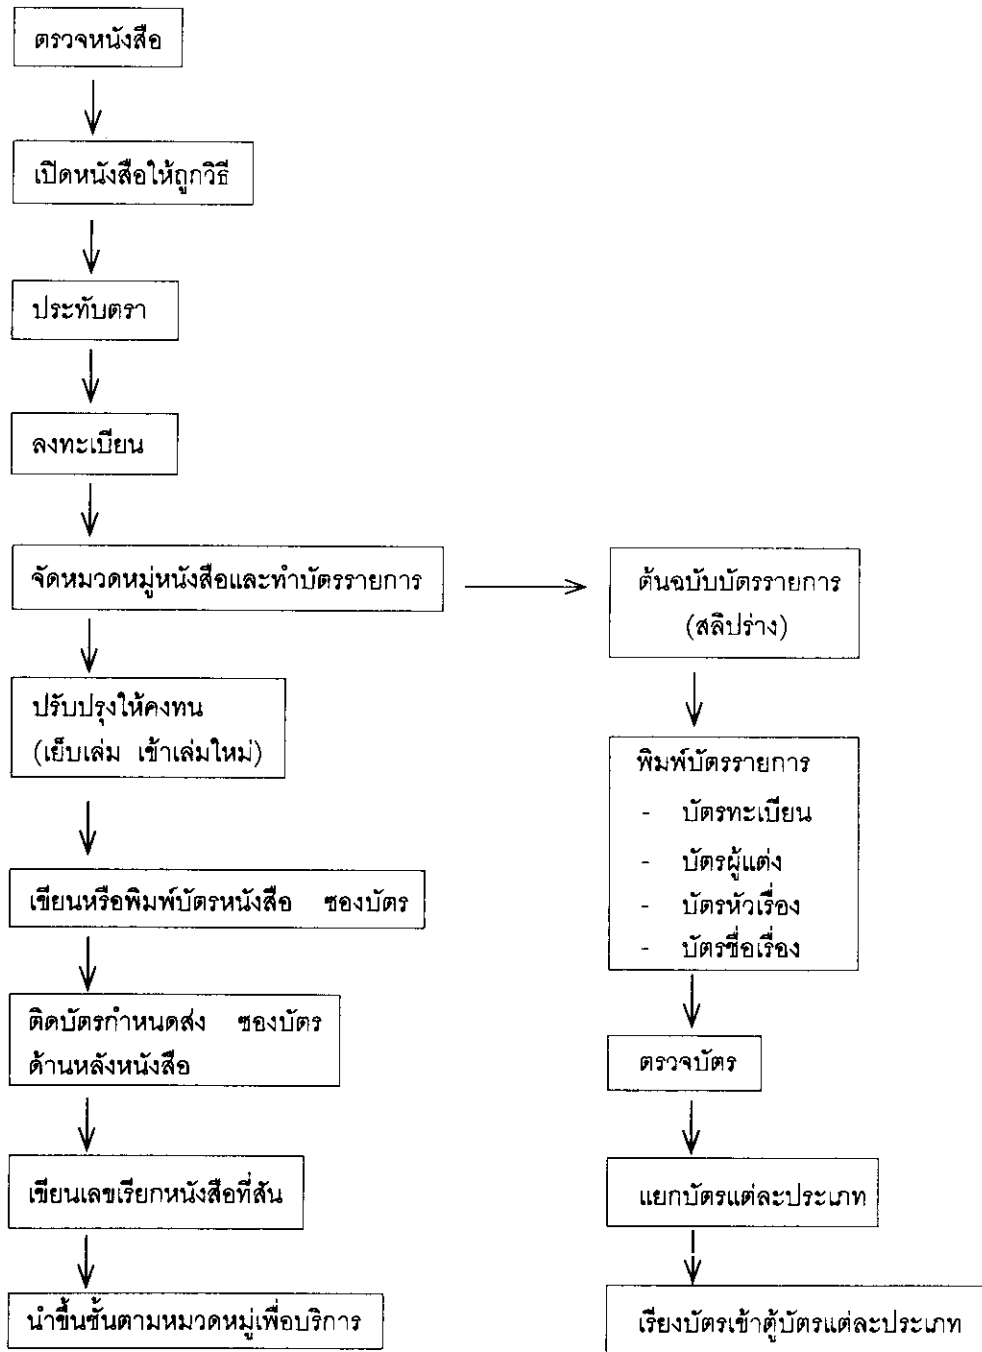 ตรวจหนังสือ
เปิดหนังสือให้ถูกวิธี
ประทับตรา
ลงทะเบียน
จัดหมวดหมู่หนังสือและทำบัตรรายการ
ปรับปรุงให้คงทน
(เย็บเล่ม เข้าเล่มใหม่)
เขียนหรือพิมพ์บัตรหนังสือ ซองบัตร
ติดบัตรกำหนดส่ง ซองบัตร
ด้านหลังหนังสือ
เขียนเลขเรียกหนังสือที่สัน
นำขึ้นชั้นตามหมวดหมู่เพื่อบริการ
ต้นฉบับบัตรรายการ
(สลิปร่าง)
พิมพ์บัตรรายการ
- บัตรทะเบียน
- บัตรผู้แต่ง
- บัตรหัวเรื่อง
- บัตรชื่อเรื่อง
ตรวจบัตร
แยกบัตรแต่ละประเภท
เรียงบัตรเข้าตู้บัตรแต่ละประเภท